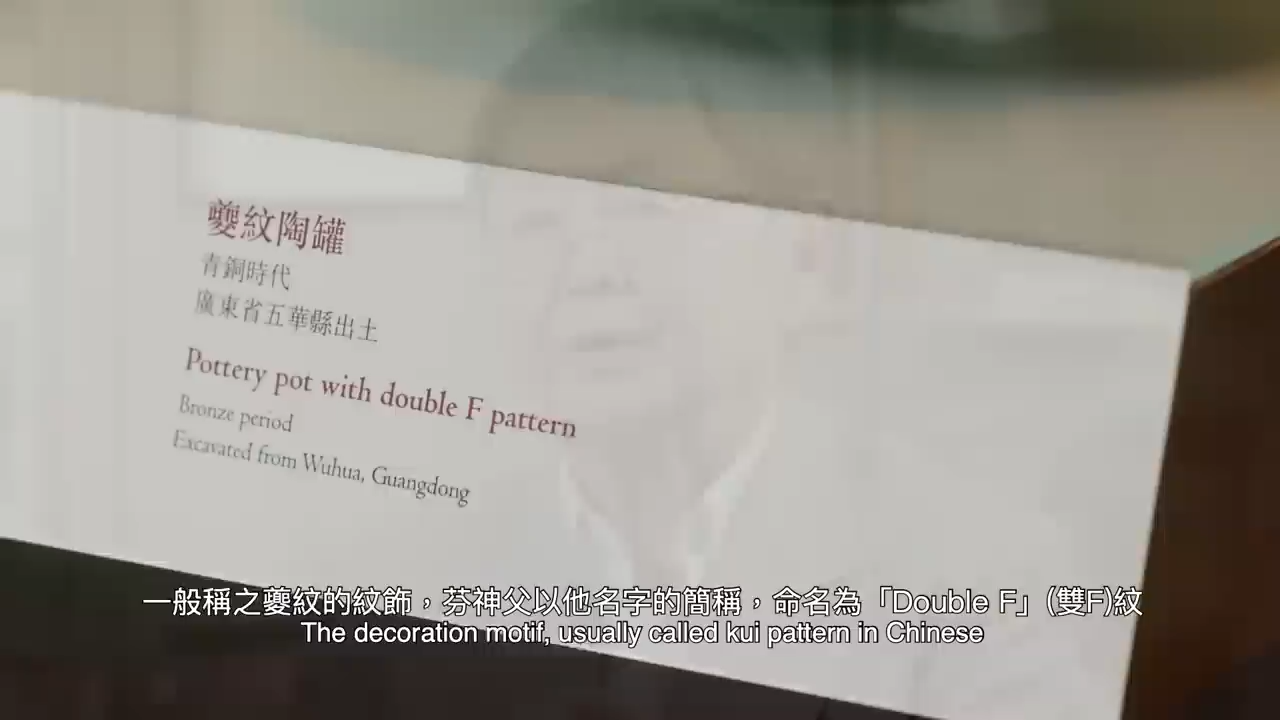 夔紋陶罐
青銅時代
廣東省五華縣出土
Pottery pot with double F pattern
Bronze period
Excavated from Wuhua, Guangdong
一般稱之夔紋的紋飾，芬神父以他名字的簡稱，命名為「Double F」(雙F)紋
The decoration motif, usually called kui pattern in Chinese